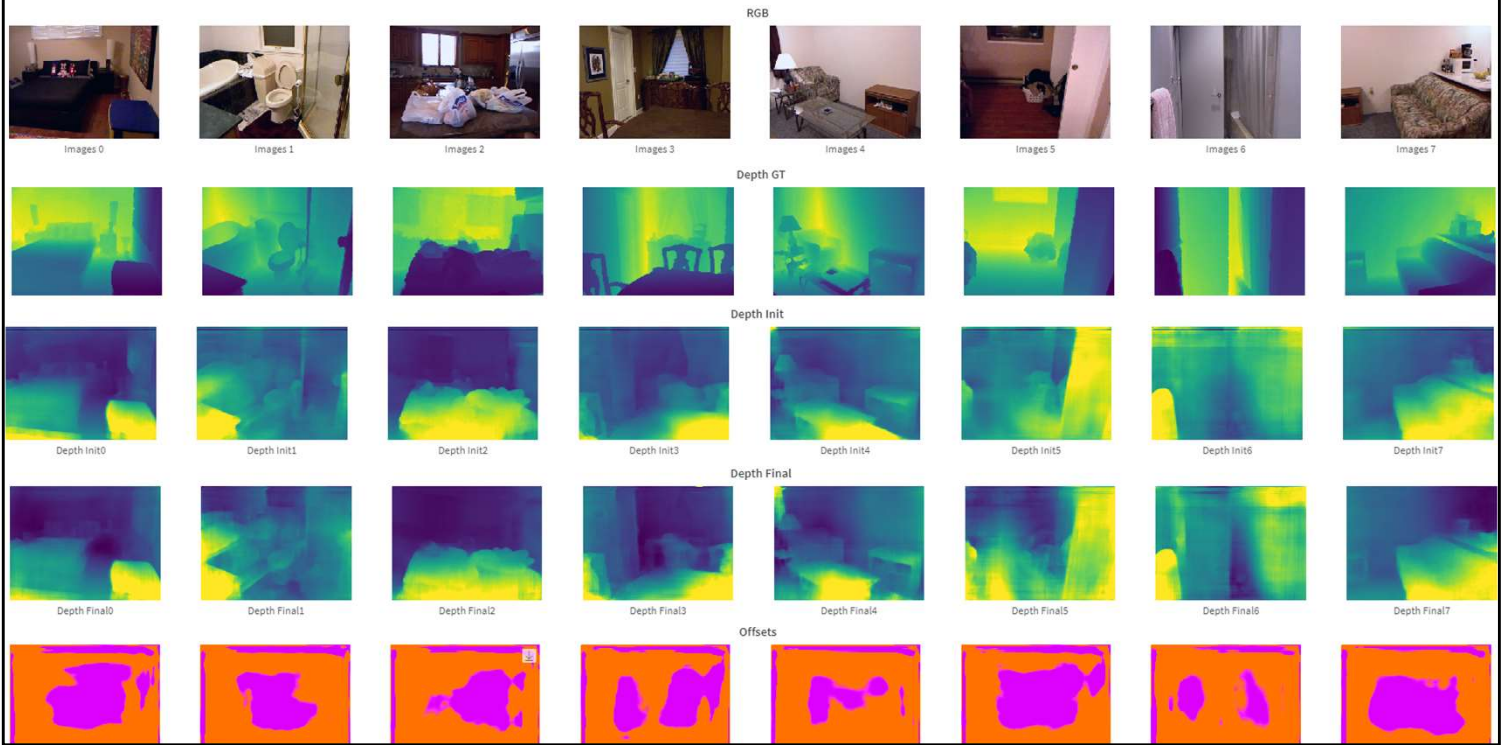 RGB
Images 0 Images 1 Images 2 Images 3 Images 4 Images 5 Images 6 Images 7
Depth GT
Depth Init
Depth Init0 Depth Init1 Depth Init2 Depth Init3 Depth Init4 Depth Init5 Depth Init6 Depth Init7
Depth Final
Depth Final0 Depth Final1 Depth Final2 Depth Final3 Depth Final4 Depth Final5 Depth Final6 Depth Final7
Offsets